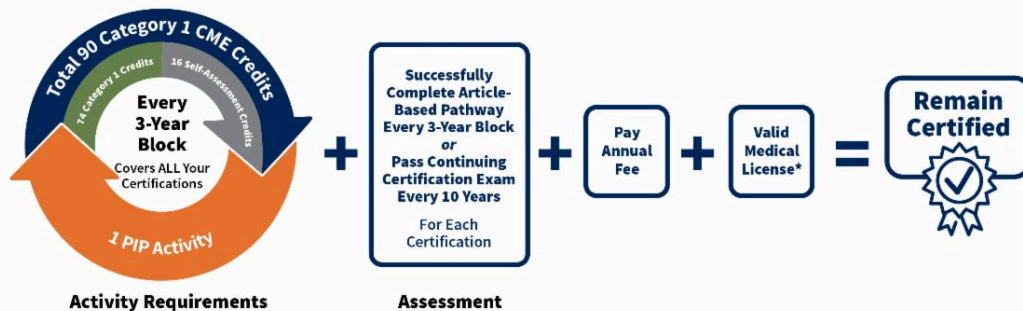 Total 90 Category 1 CME Credits
74 Category 1 Credits
16 Self-Assessment Credits
Every
3-Year
Block
Covers ALL Your
Certifications
1 PIP Activity
Activity Requirements
+
Successfully
Complete Article-
Based Pathway
Every 3-Year Block
or
Pass Continuing
Certification Exam
Every 10 Years
For Each
Certification
Assessment
+
Pay
Annual
Fee
+
Valid
Medical
License*
=
Remain
Certified